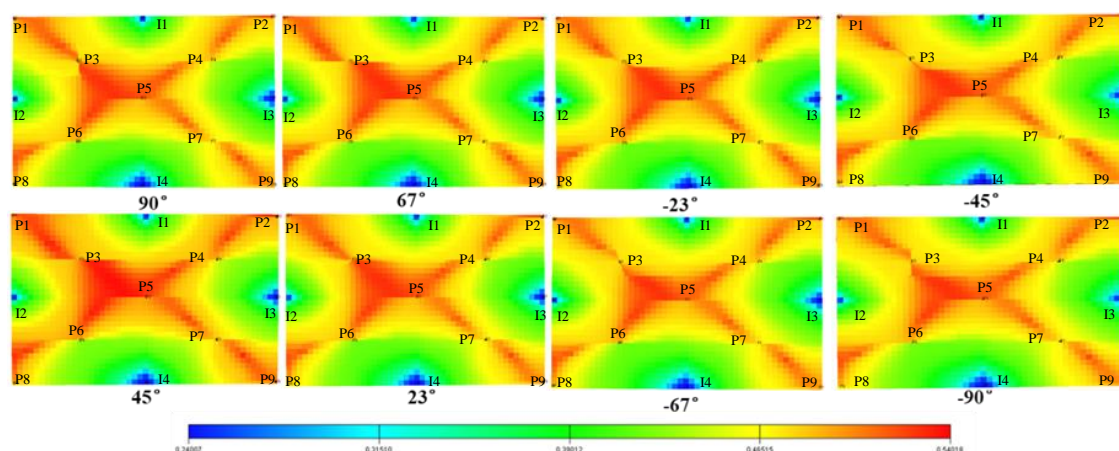 P1 I1 P2 P1 I1 P2 P1 I1 P2 P1 I1 P2
P3 P4 P3 P4 P3 P4 P3 P4
P5 P5 P5 P5
I2 I3 I2 I3 I2 I3 I2 I3
P6 P7 P6 P7 P6 P7 P6 P7
P8 I4 P9 P8 I4 P9 P8 I4 P9 P8 I4 P9
90° 67° -23° -45°
P1 I1 P2 P1 I1 P2 P1 I1 P2 P1 I1 P2
P3 P4 P3 P4 P3 P4 P3 P4
P5 P5 P5 P5
I2 I3 I2 I3 I2 I3 I2 I3
P6 P7 P6 P7 P6 P7 P6 P7
P8 I4 P9 P8 I4 P9 P8 I4 P9 P8 I4 P9
45° 23° -67° -90°